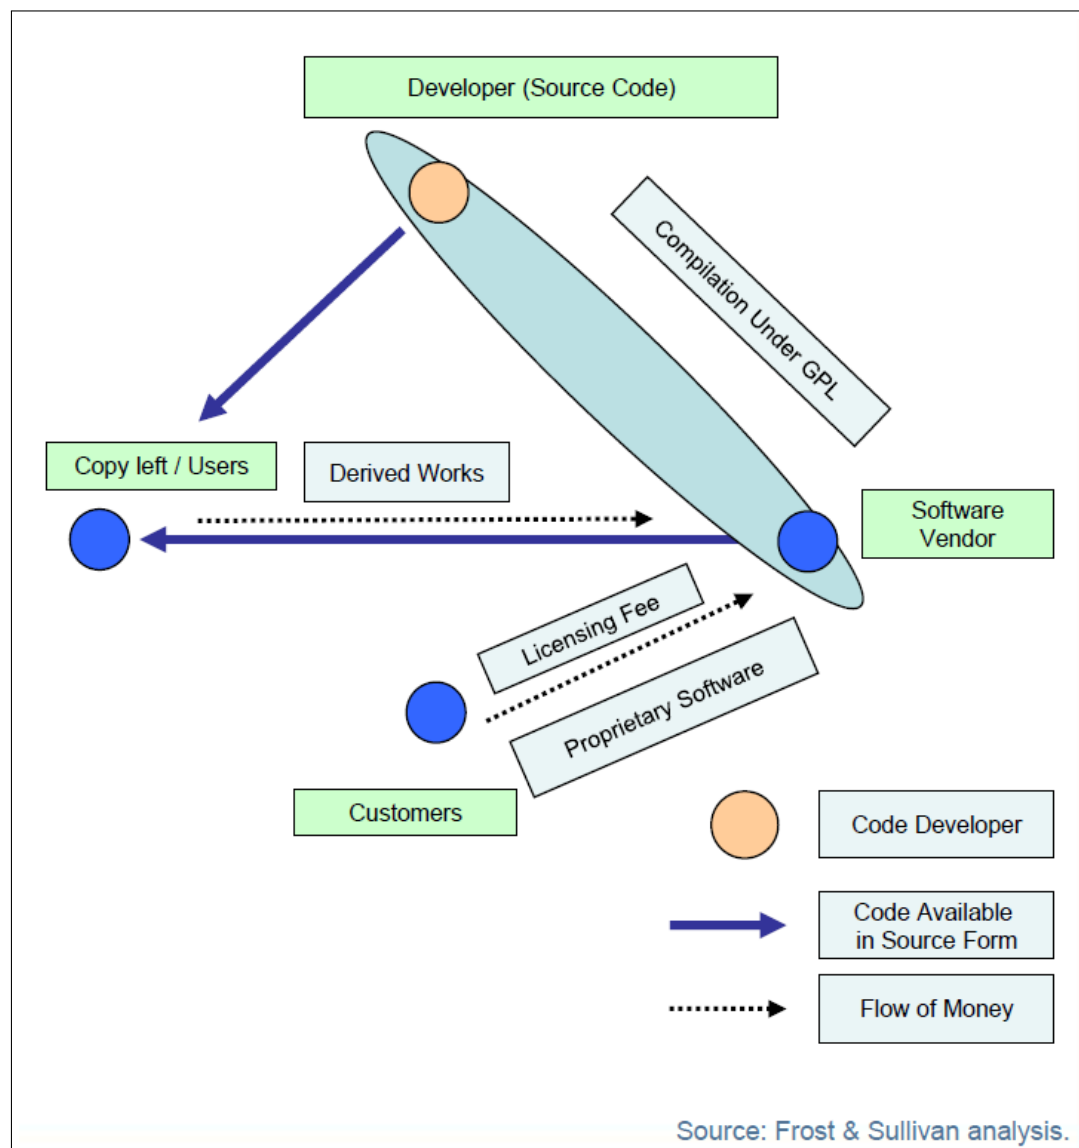 Developer (Source Code)
Compilation Under GPL
Copy left / Users
Derived Works
Software
Vendor
Licensing Fee
Proprietary Software
Customers
Code Developer
Code Available
in Source Form
Flow of Money
Source: Frost & Sullivan analysis.